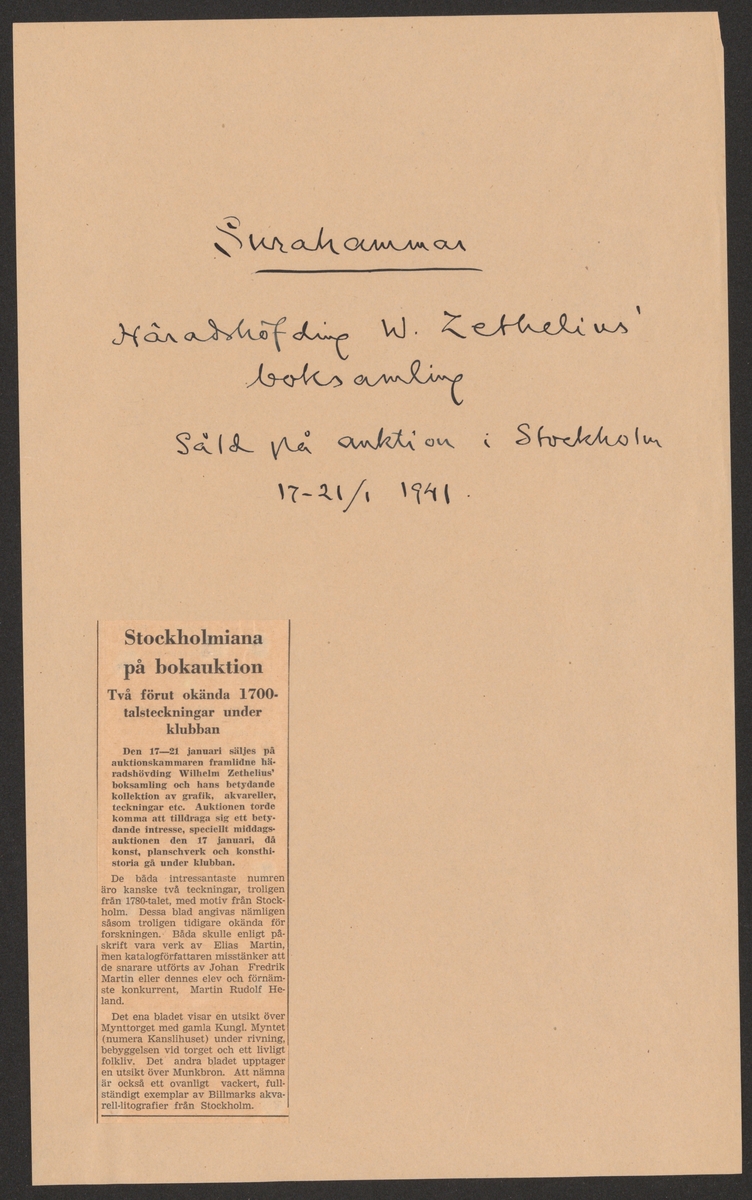 Surahammar
Häradshöfding W. Zethelius'
boksamling
Såld på auktion i Stockholm
17-21/1 1941.
Stockholmiana
på bokauktion
Två förut okända 1700-
talsteckningar under
klubban
Den 17—21 januari säljes på
auktionskammaren framlidne hä-
radshövding Wilhelm Zethelius'
boksamling och hans betydande
kollektion av grafik, akvareller,
teckningar etc. Auktionen torde
komma att tilldraga sig ett bety-
dande intresse, speciellt middags-
auktionen den 17 januari, då
konst, planschverk och konsthi-
storia gå under klubban.
De båda intressantaste numren
äro kanske två teckningar, troligen
från 1780-talet, med motiv från Stock-
holm. Dessa blad angivas nämligen
såsom troligen tidigare okända för
forskningen. Båda skulle enligt på-
skrift vara verk av Elias Martin,
men katalogförfattaren misstänker att
de snarare utförts av Johan Fredrik
Martin eller dennes elev och förnäm-
ste konkurrent, Martin Rudolf He-
land.
Det ena bladet visar en utsikt över
Mynttorget med gamla Kungl. Myntet
(numera Kanslihuset) under rivning,
bebyggelsen vid torget och ett livligt
folkliv. Det andra bladet upptager
en utsikt över Munkbron. Att nämna
är också ett ovanligt vackert, full-
ständigt exemplar av Billmarks akva-
rell-litografier från Stockholm.